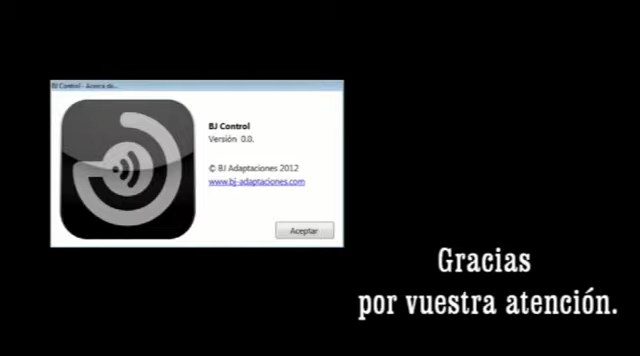 BJ Control - Acerca de...
BJ Control
Versión 0.0.
© BJ Adaptaciones 2012
www.bj-adaptaciones.com
Aceptar
Gracias
por vuestra atención.